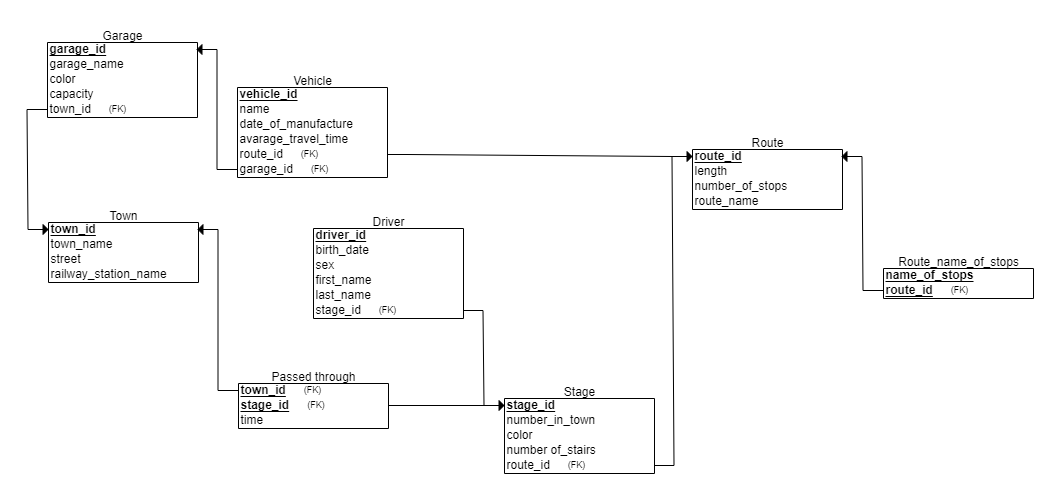 Garage
garage_id
garage_name
color
capacity
town_id (FK)
Vehicle
vehicle_id
name
date_of_manufacture
avarage_travel_time
route_id (FK)
garage_id (FK)
Route
route_id
length
number_of_stops
route_name
Town
town_id
town_name
street
railway_station_name
Driver
driver_id
birth_date
sex
first_name
last_name
stage_id (FK)
Route_name_of_stops
name_of_stops
route_id (FK)
Passed through
town_id (FK)
stage_id (FK)
time
Stage
stage_id
number_in_town
color
number of_stairs
route_id (FK)